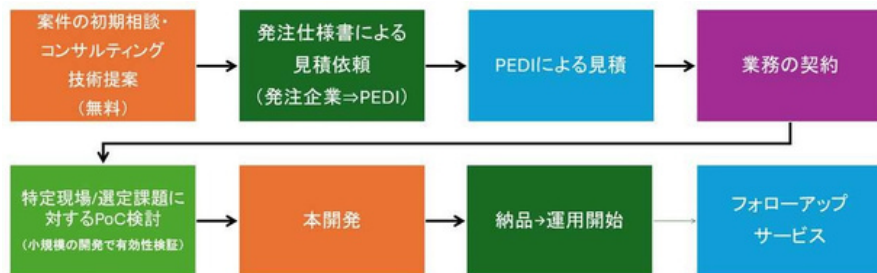 案件の初期相談・
コンサルティング
技術提案
（無料）
発注仕様書による
見積依頼
（発注企業⇒PEDI）
PEDIによる見積
業務の契約
特定現場/選定課題に
対するPoC検討
（小規模の開発で有効性検証）
本開発
納品→運用開始
フォローアップ
サービス